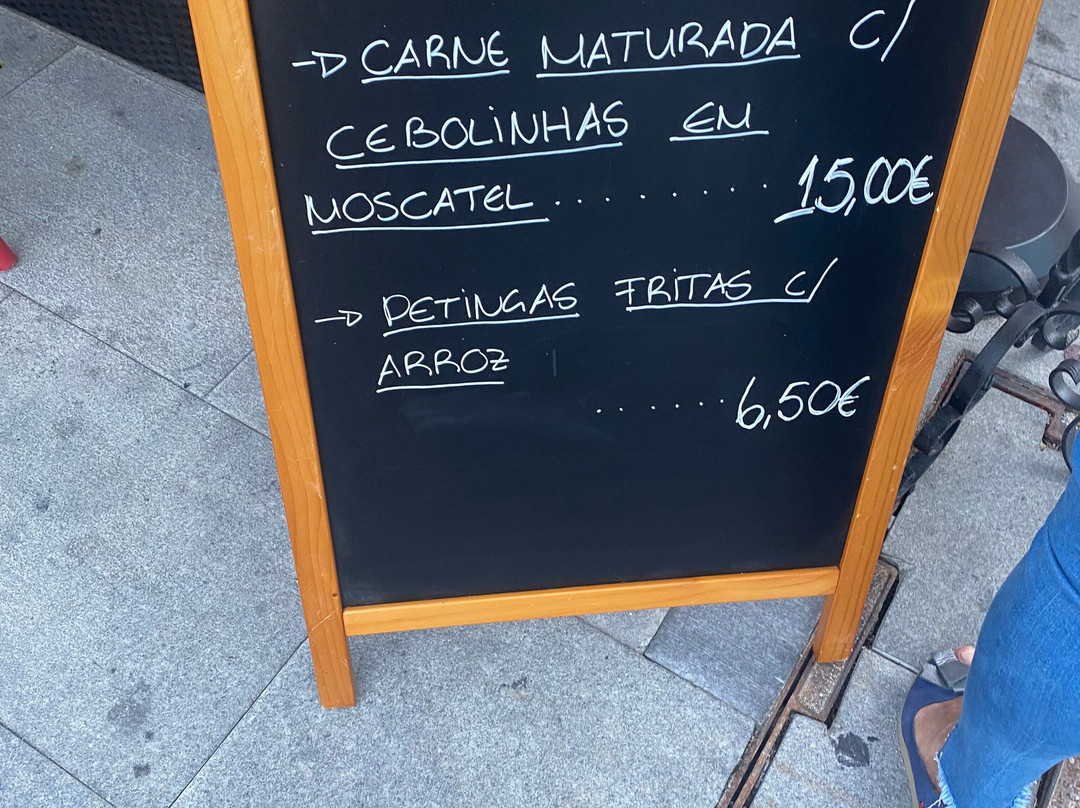 → CARNE MATURADA C/
CEBOLINHAS EM
MOSCATEL ........ 15,00€
→ PETINGAS FRITAS C/
ARROZ
...... 6,50€